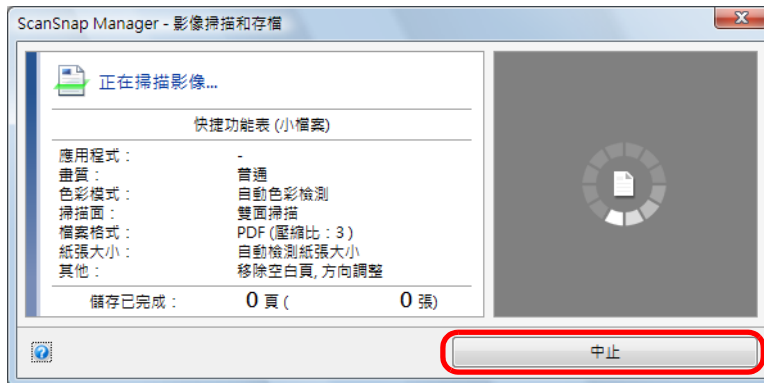 ScanSnap Manager - 影像掃描和存檔
正在掃描影像...
快捷功能表 (小檔案)
應用程式： -
畫質： 普通
色彩模式： 自動色彩檢測
掃描面： 雙面掃描
檔案格式： PDF (壓縮比：3)
紙張大小： 自動檢測紙張大小
其他： 移除空白頁, 方向調整
儲存已完成： 0 頁 ( 0 張)
中止